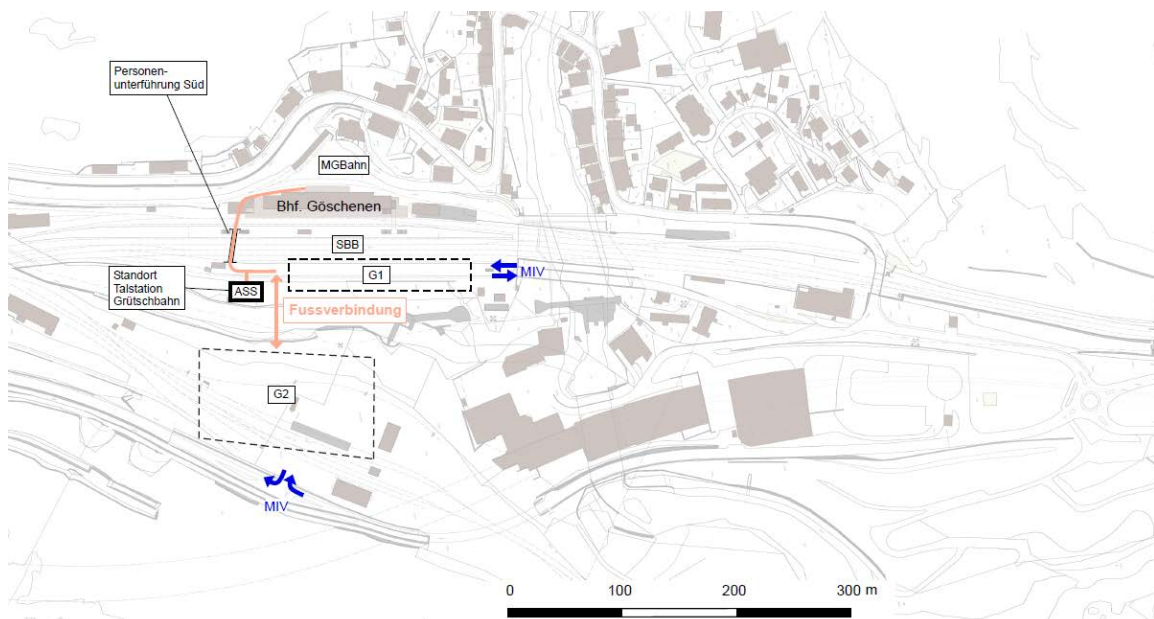 Personen-
unterführung Süd
MGBahn
Bhf. Göschenen
SBB
MIV
G1
Standort
Talstation
Grütschbahn
ASS
Fussverbindung
G2
MIV
0 100 200 300 m